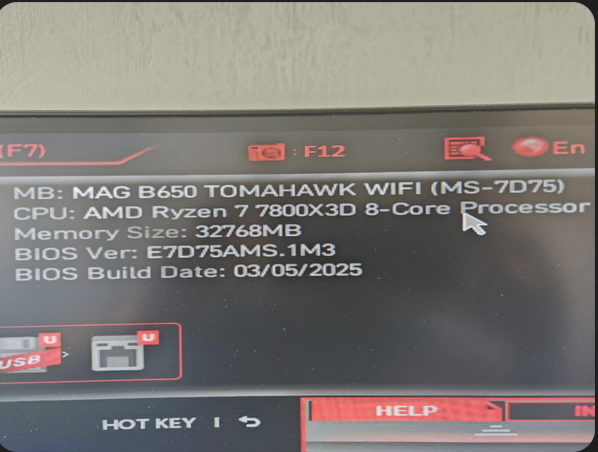 (F7)
: F12
En
MB: MAG B650 TOMAHAWK WIFI (MS-7D75)
CPU: AMD Ryzen 7 7800X3D 8-Core Processor
Memory Size: 32768MB
BIOS Ver: E7D75AMS.1M3
BIOS Build Date: 03/05/2025
U
U
USB
HOT KEY
HELP
IN